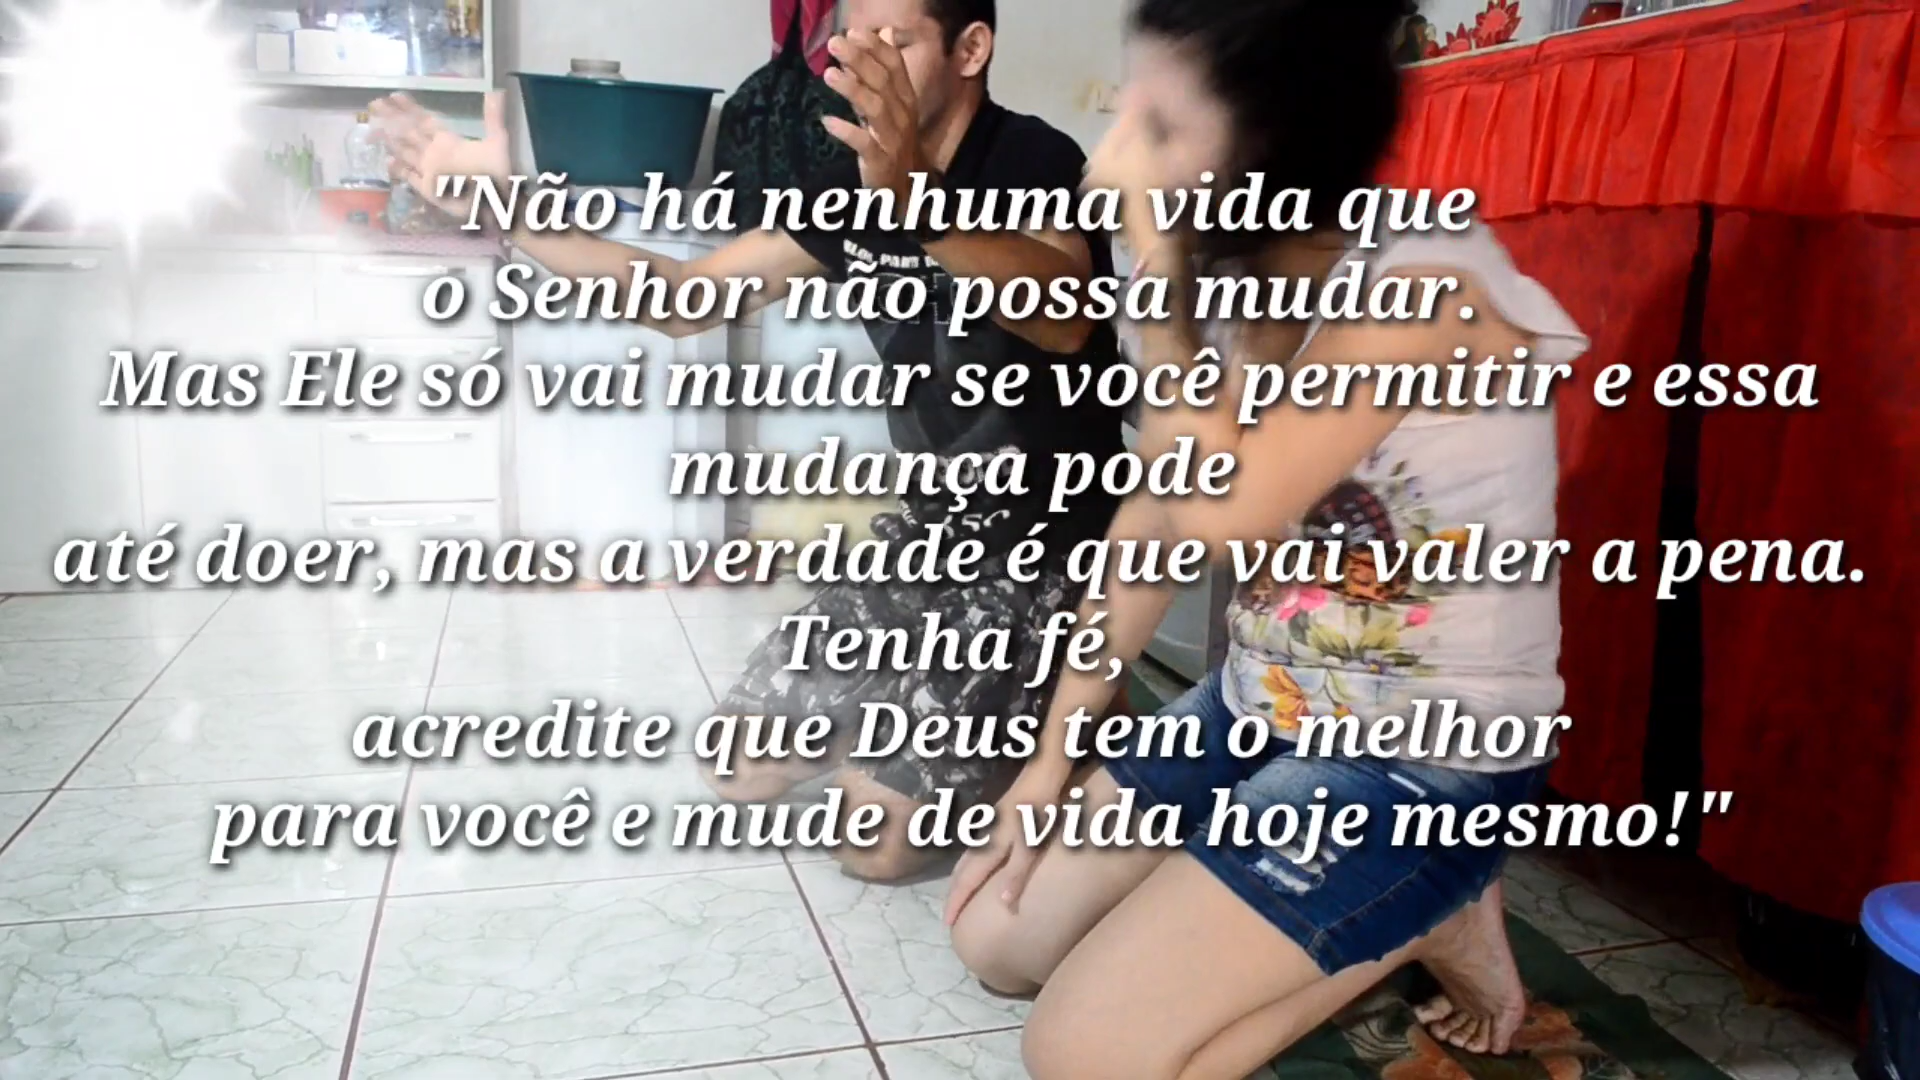 "Não há nenhuma vida que
o Senhor não possa mudar.
Mas Ele só vai mudar se você permitir e essa
mudança pode
até doer, mas a verdade é que vai valer a pena.
Tenha fé,
acredite que Deus tem o melhor
para você e mude de vida hoje mesmo!"